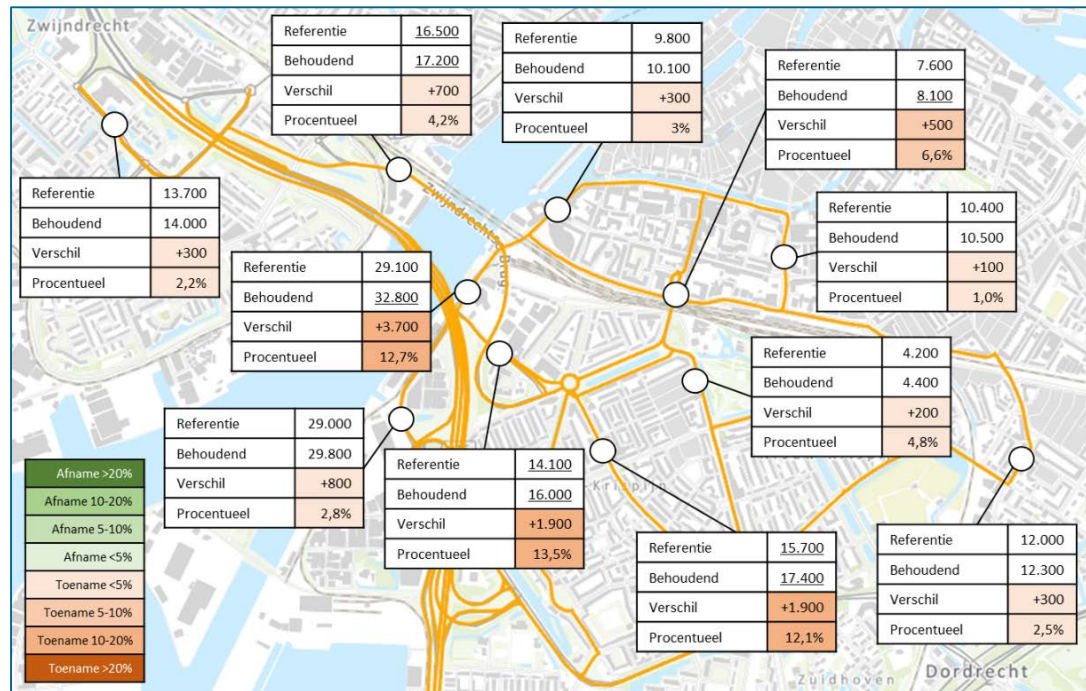 Zwijndrecht
Referentie 16.500
Behoudend 17.200
Verschil +700
Procentueel 4,2%
Referentie 9.800
Behoudend 10.100
Verschil +300
Procentueel 3%
Referentie 7.600
Behoudend 8.100
Verschil +500
Procentueel 6,6%
Referentie 13.700
Behoudend 14.000
Verschil +300
Procentueel 2,2%
Zwijndrechtse Brug
Referentie 10.400
Behoudend 10.500
Verschil +100
Procentueel 1,0%
Referentie 29.100
Behoudend 32.800
Verschil +3.700
Procentueel 12,7%
Referentie 4.200
Behoudend 4.400
Verschil +200
Procentueel 4,8%
Referentie 29.000
Behoudend 29.800
Verschil +800
Procentueel 2,8%
Referentie 14.100
Behoudend 16.000
Verschil +1.900
Procentueel 13,5%
Krispijn
Referentie 15.700
Behoudend 17.400
Verschil +1.900
Procentueel 12,1%
Referentie 12.000
Behoudend 12.300
Verschil +300
Procentueel 2,5%
Afname >20%
Afname 10-20%
Afname 5-10%
Afname <5%
Toename <5%
Toename 5-10%
Toename 10-20%
Toename >20%
Zuidhoven
Dordrecht